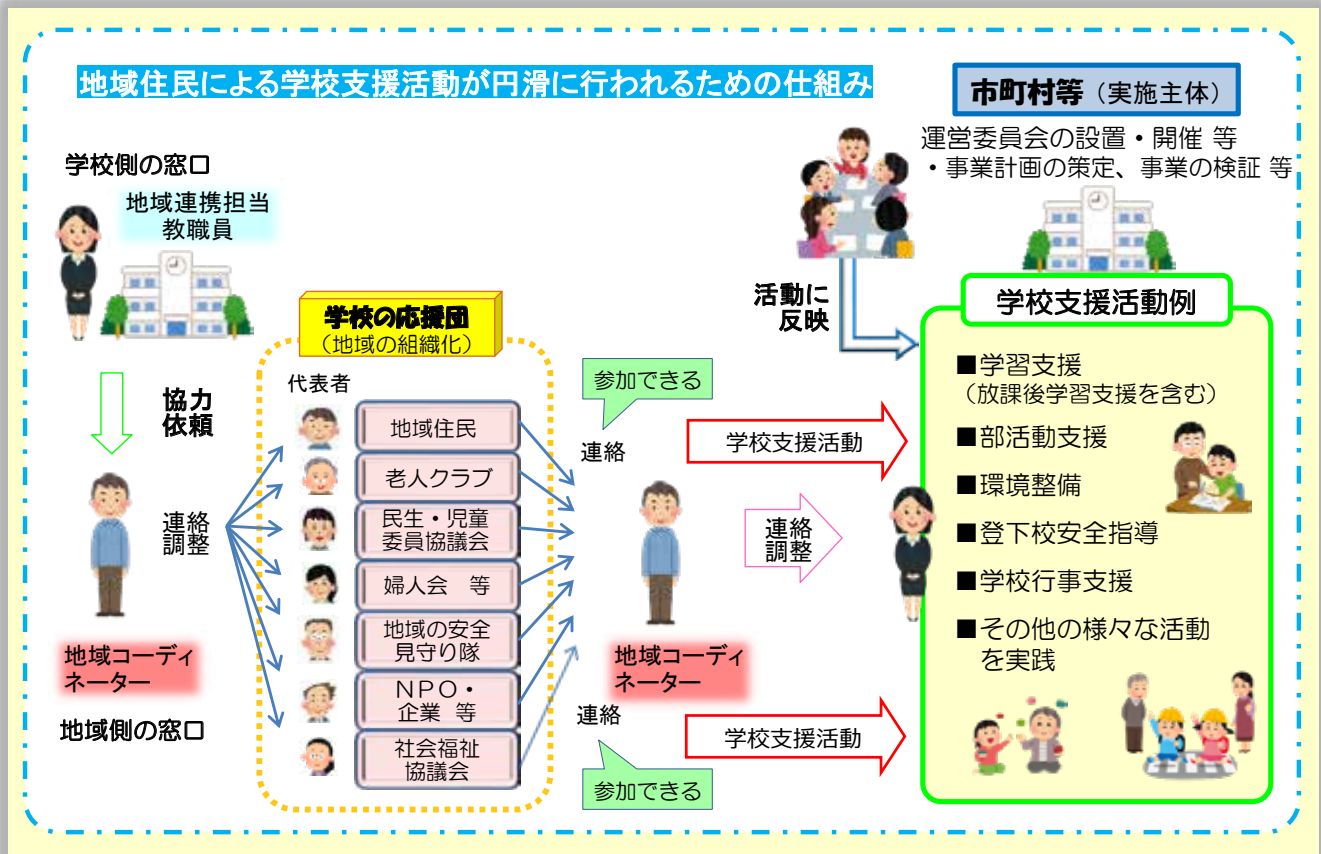 地域住民による学校支援活動が円滑に行われるための仕組み
市町村等（実施主体）
運営委員会の設置・開催 等
・事業計画の策定、事業の検証 等
学校側の窓口
地域連携担当
教職員
協力
依頼
連絡
調整
地域コーディ
ネーター
地域側の窓口
学校の応援団
（地域の組織化）
代表者
地域住民
老人クラブ
民生・児童
委員協議会
婦人会　等
地域の安全
見守り隊
ＮＰＯ・
企業 等
社会福祉
協議会
参加できる
連絡
地域コーディ
ネーター
連絡
参加できる
活動に
反映
学校支援活動
連絡
調整
学校支援活動
学校支援活動例
■学習支援
（放課後学習支援を含む）
■部活動支援
■環境整備
■登下校安全指導
■学校行事支援
■その他の様々な活動
を実践